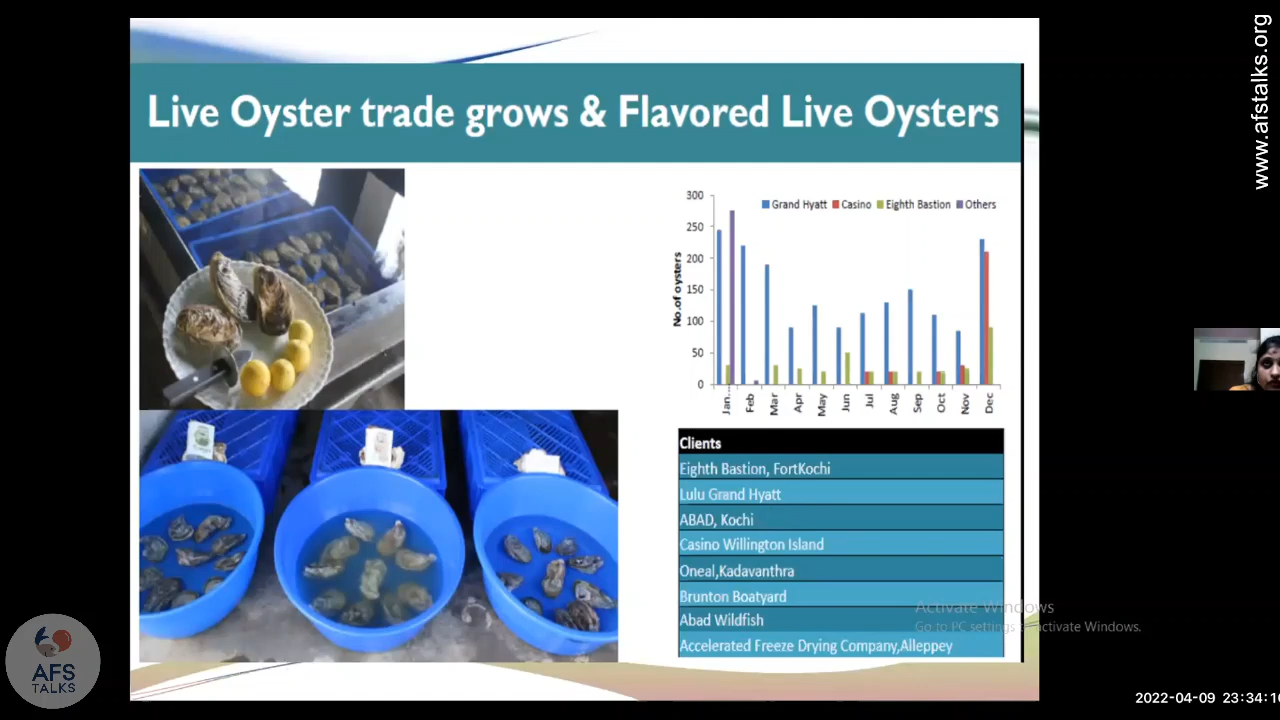 Live Oyster trade grows & Flavored Live Oysters
www.afstalks.org
300
250
200
150
100
50
0
No.of oysters
Grand Hyatt Casino Eighth Bastion Others
Jan.. Feb Mar Apr May Jun Jul Aug Sep Oct Nov Dec
Clients
Eighth Bastion, FortKochi
Lulu Grand Hyatt
ABAD, Kochi
Casino Willington Island
Oneal,Kadavanthra
Brunton Boatyard
Abad Wildfish
Accelerated Freeze Drying Company,Alleppey
Activate Windows
Go to PC settings to activate Windows.
AFS
TALKS
2022-04-09 23:34:1